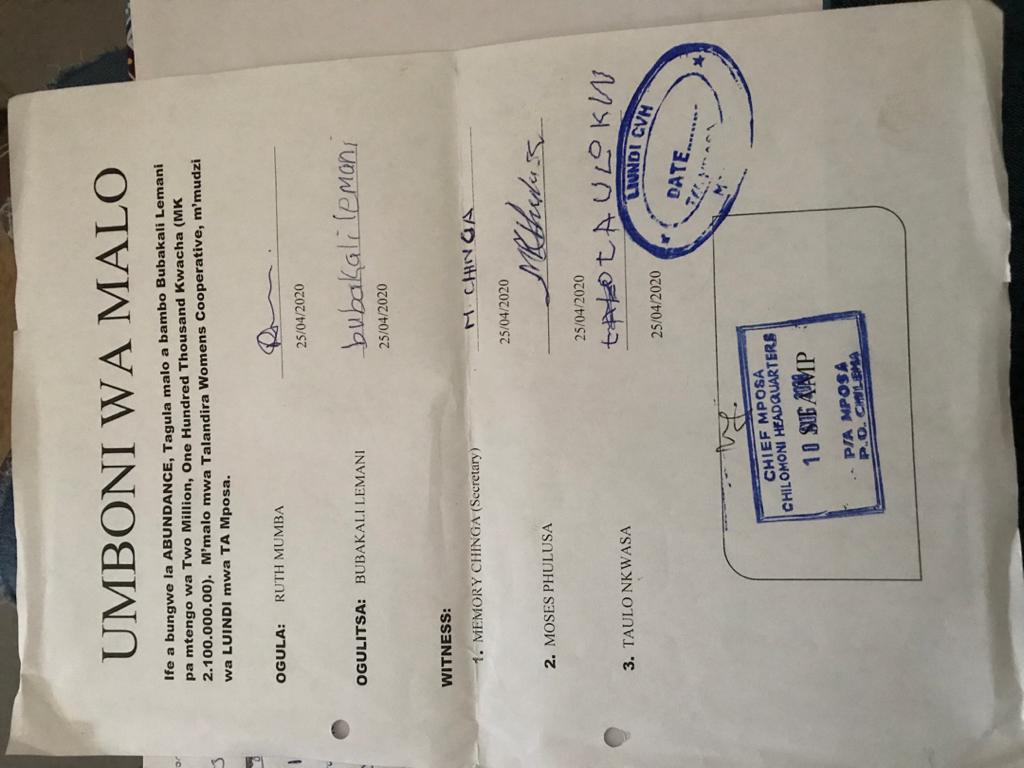 UMBONI WA MALO
Ife a bungwe la ABUNDANCE, Tagula malo a bambo Bubakali Lemani
pa mtengo wa Two Million, One Hundred Thousand Kwacha (MK
2.100.000.00). M'malo mwa Talandira Womens Cooperative, m'mudzi
wa LUINDI mwa TA Mposa.
OGULA: RUTH MUMBA
25/04/2020
OGULITSA: BUBAKALI LEMANI bubakali lemani
25/04/2020
WITNESS:
1. MEMORY CHINGA (Secretary) M. CHINGA
25/04/2020
2. MOSES PHULUSA
25/04/2020
3. TAULO NKWASA
25/04/2020
LIUNDI GVH
DATE
CHIEF MPOSA
CHILOMONI HEADQUARTERS
10
P/A MPOSA
P.O. CHILEMA